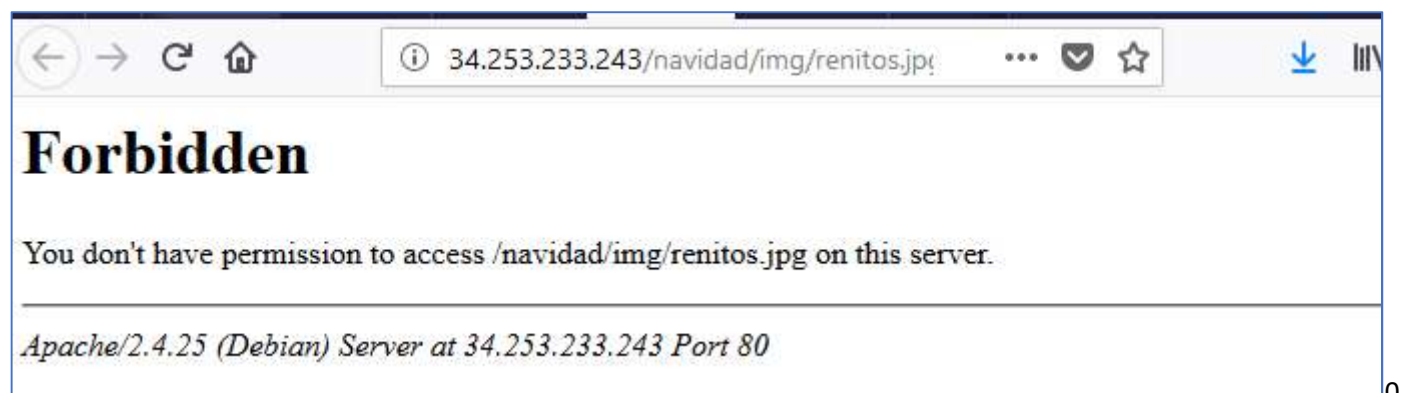 34.253.233.243/navidad/img/renitos.jpg
Forbidden
You don't have permission to access /navidad/img/renitos.jpg on this server.
Apache/2.4.25 (Debian) Server at 34.253.233.243 Port 80